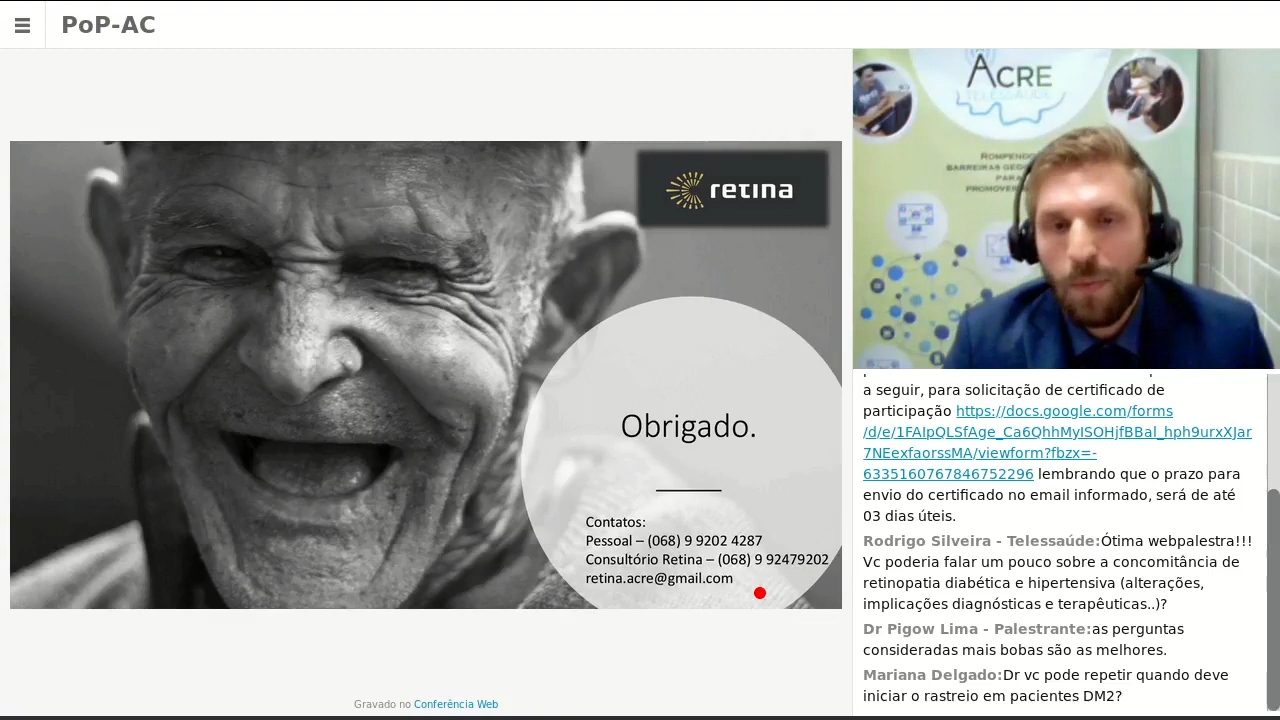 PoP-AC
retina
Obrigado.
Contatos:
Pessoal – (068) 9 9202 4287
Consultório Retina – (068) 9 92479202
retina.acre@gmail.com
Gravado no Conferência Web
ACRE
TELESSAÚDE
ROMPENDO
BARREIRAS
PARA
a seguir, para solicitação de certificado de
participação https://docs.google.com/forms
/d/e/1FAIpQLSfAge_Ca6QhhMyISOHjfBBal_hph9urxXJar
7NEexfaorssMA/viewform?fbzx=-
6335160767846752296 lembrando que o prazo para
envio do certificado no email informado, será de até
03 dias úteis.
Rodrigo Silveira - Telessaúde:Ótima webpalestra!!!
Vc poderia falar um pouco sobre a concomitância de
retinopatia diabética e hipertensiva (alterações,
implicações diagnósticas e terapêuticas..)?
Dr Pigow Lima - Palestrante:as perguntas
consideradas mais bobas são as melhores.
Mariana Delgado:Dr vc pode repetir quando deve
iniciar o rastreio em pacientes DM2?